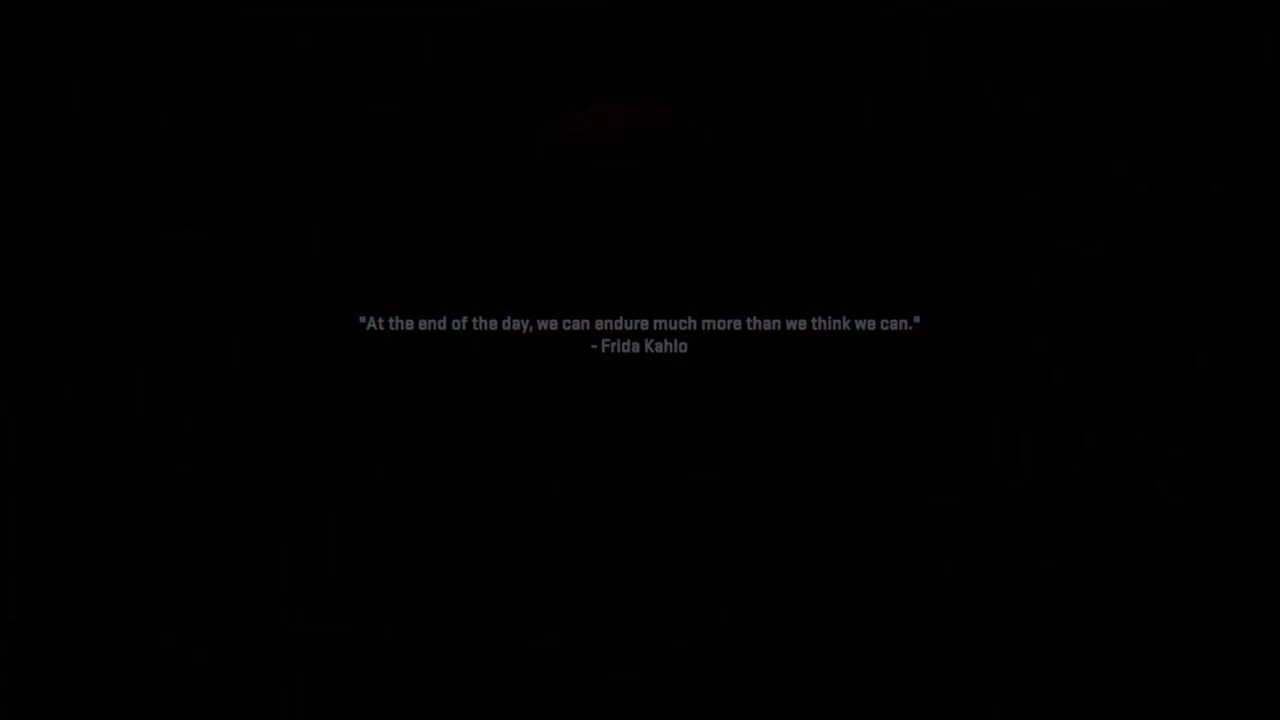 "At the end of the day, we can endure much more than we think we can."
- Frida Kahlo